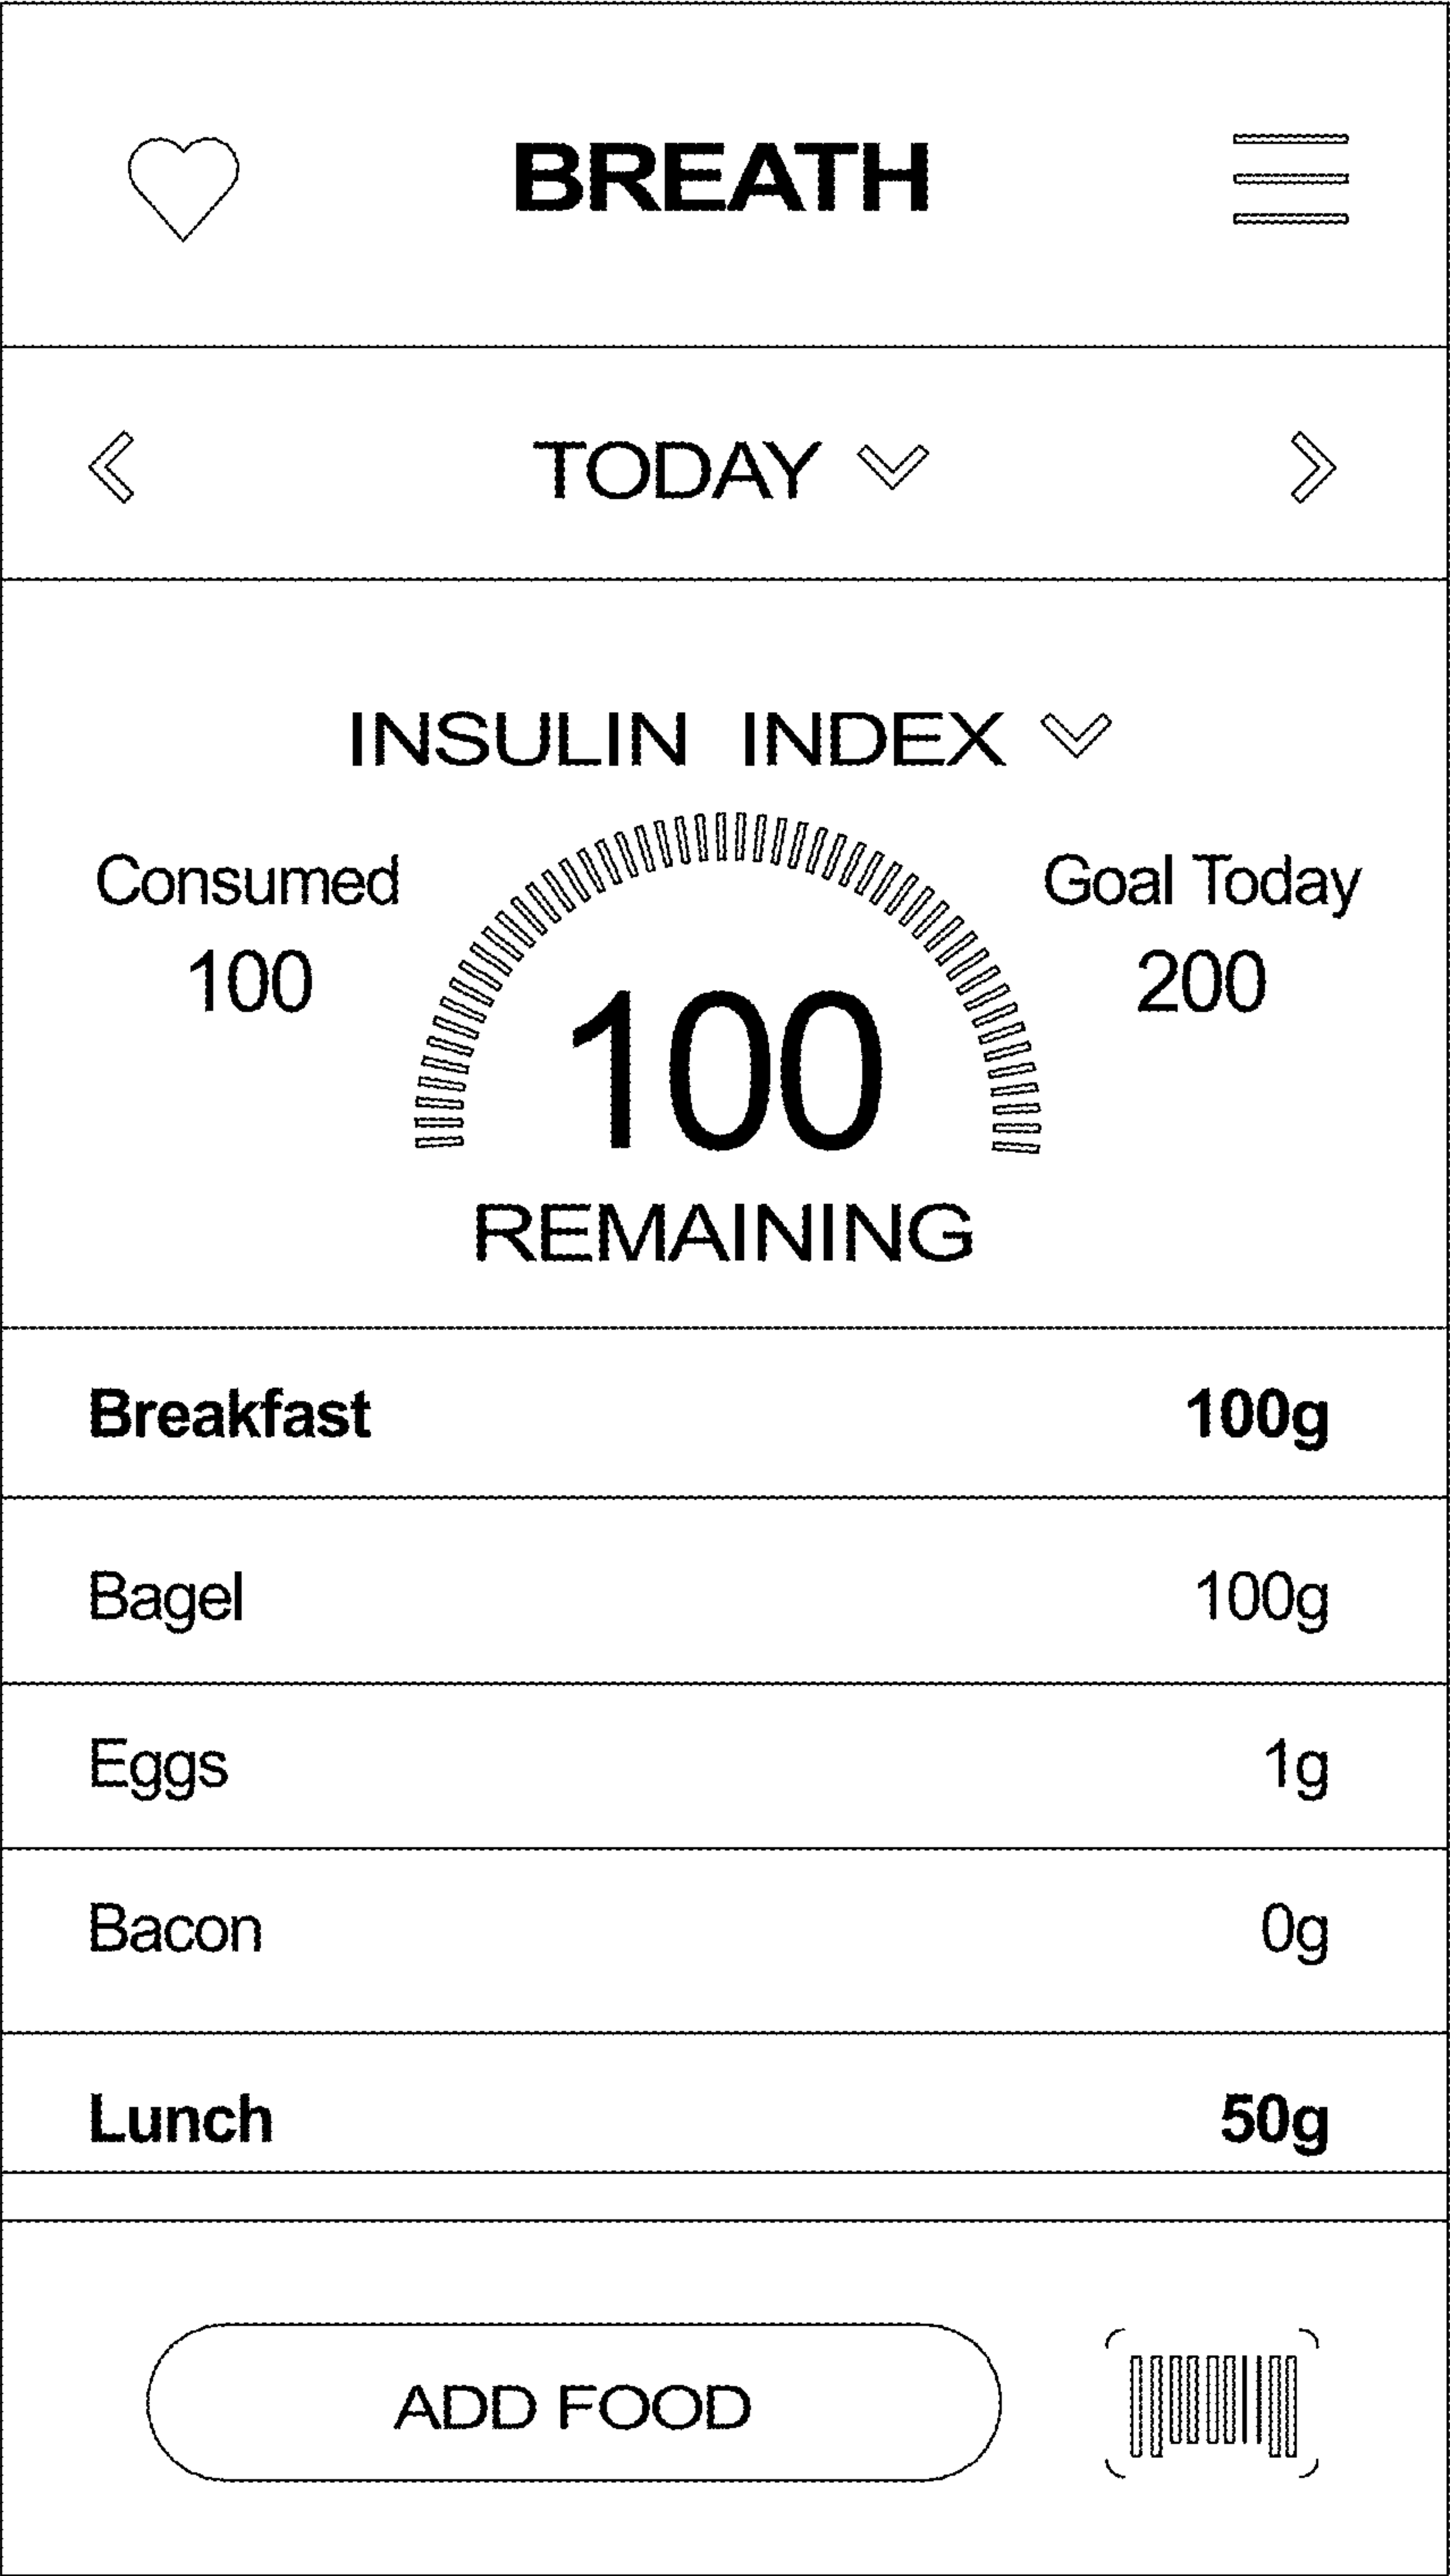 BREATH
TODAY
INSULIN INDEX
Consumed
100
Goal Today
200
100
REMAINING
Breakfast 100g
Bagel 100g
Eggs 1g
Bacon 0g
Lunch 50g
ADD FOOD